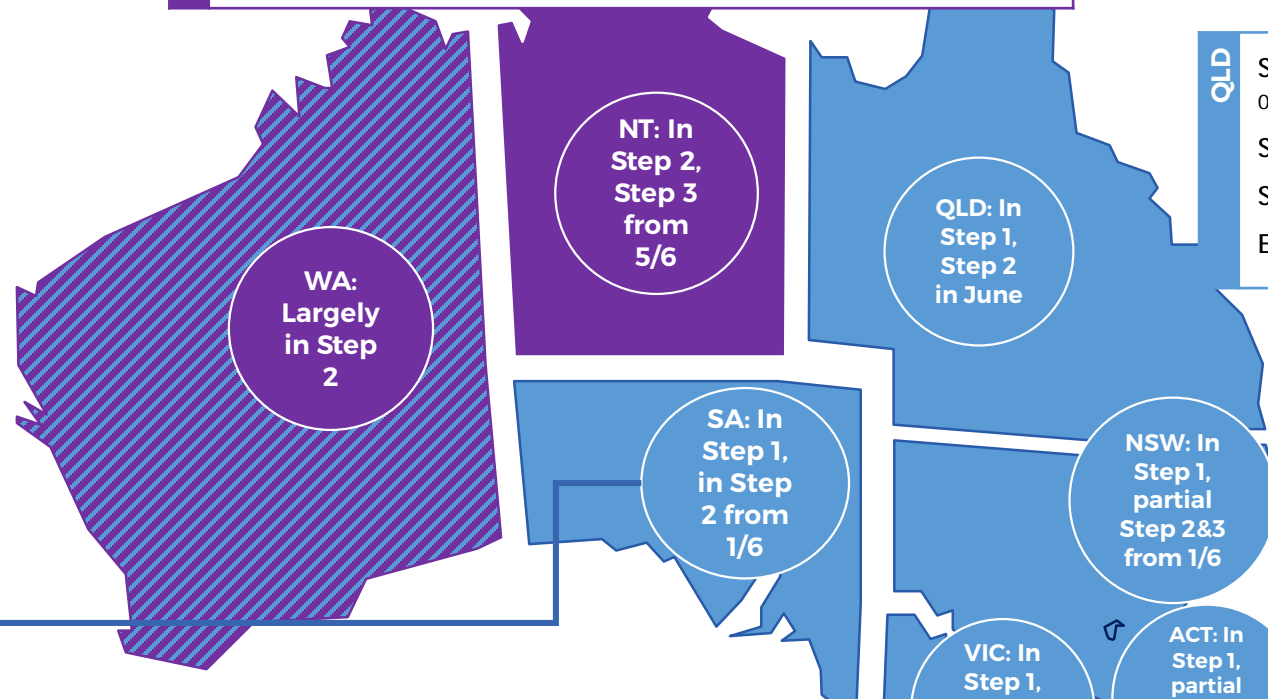 NT: In
Step 2,
Step 3
from
5/6
QLD
S
0
S
S
E
QLD: In
Step 1,
Step 2
in June
WA:
Largely
in Step
2
SA: In
Step 1,
in Step
2 from
1/6
NSW: In
Step 1,
partial
Step 2&3
from 1/6
VIC: In
Step 1,
ACT: In
Step 1,
partial